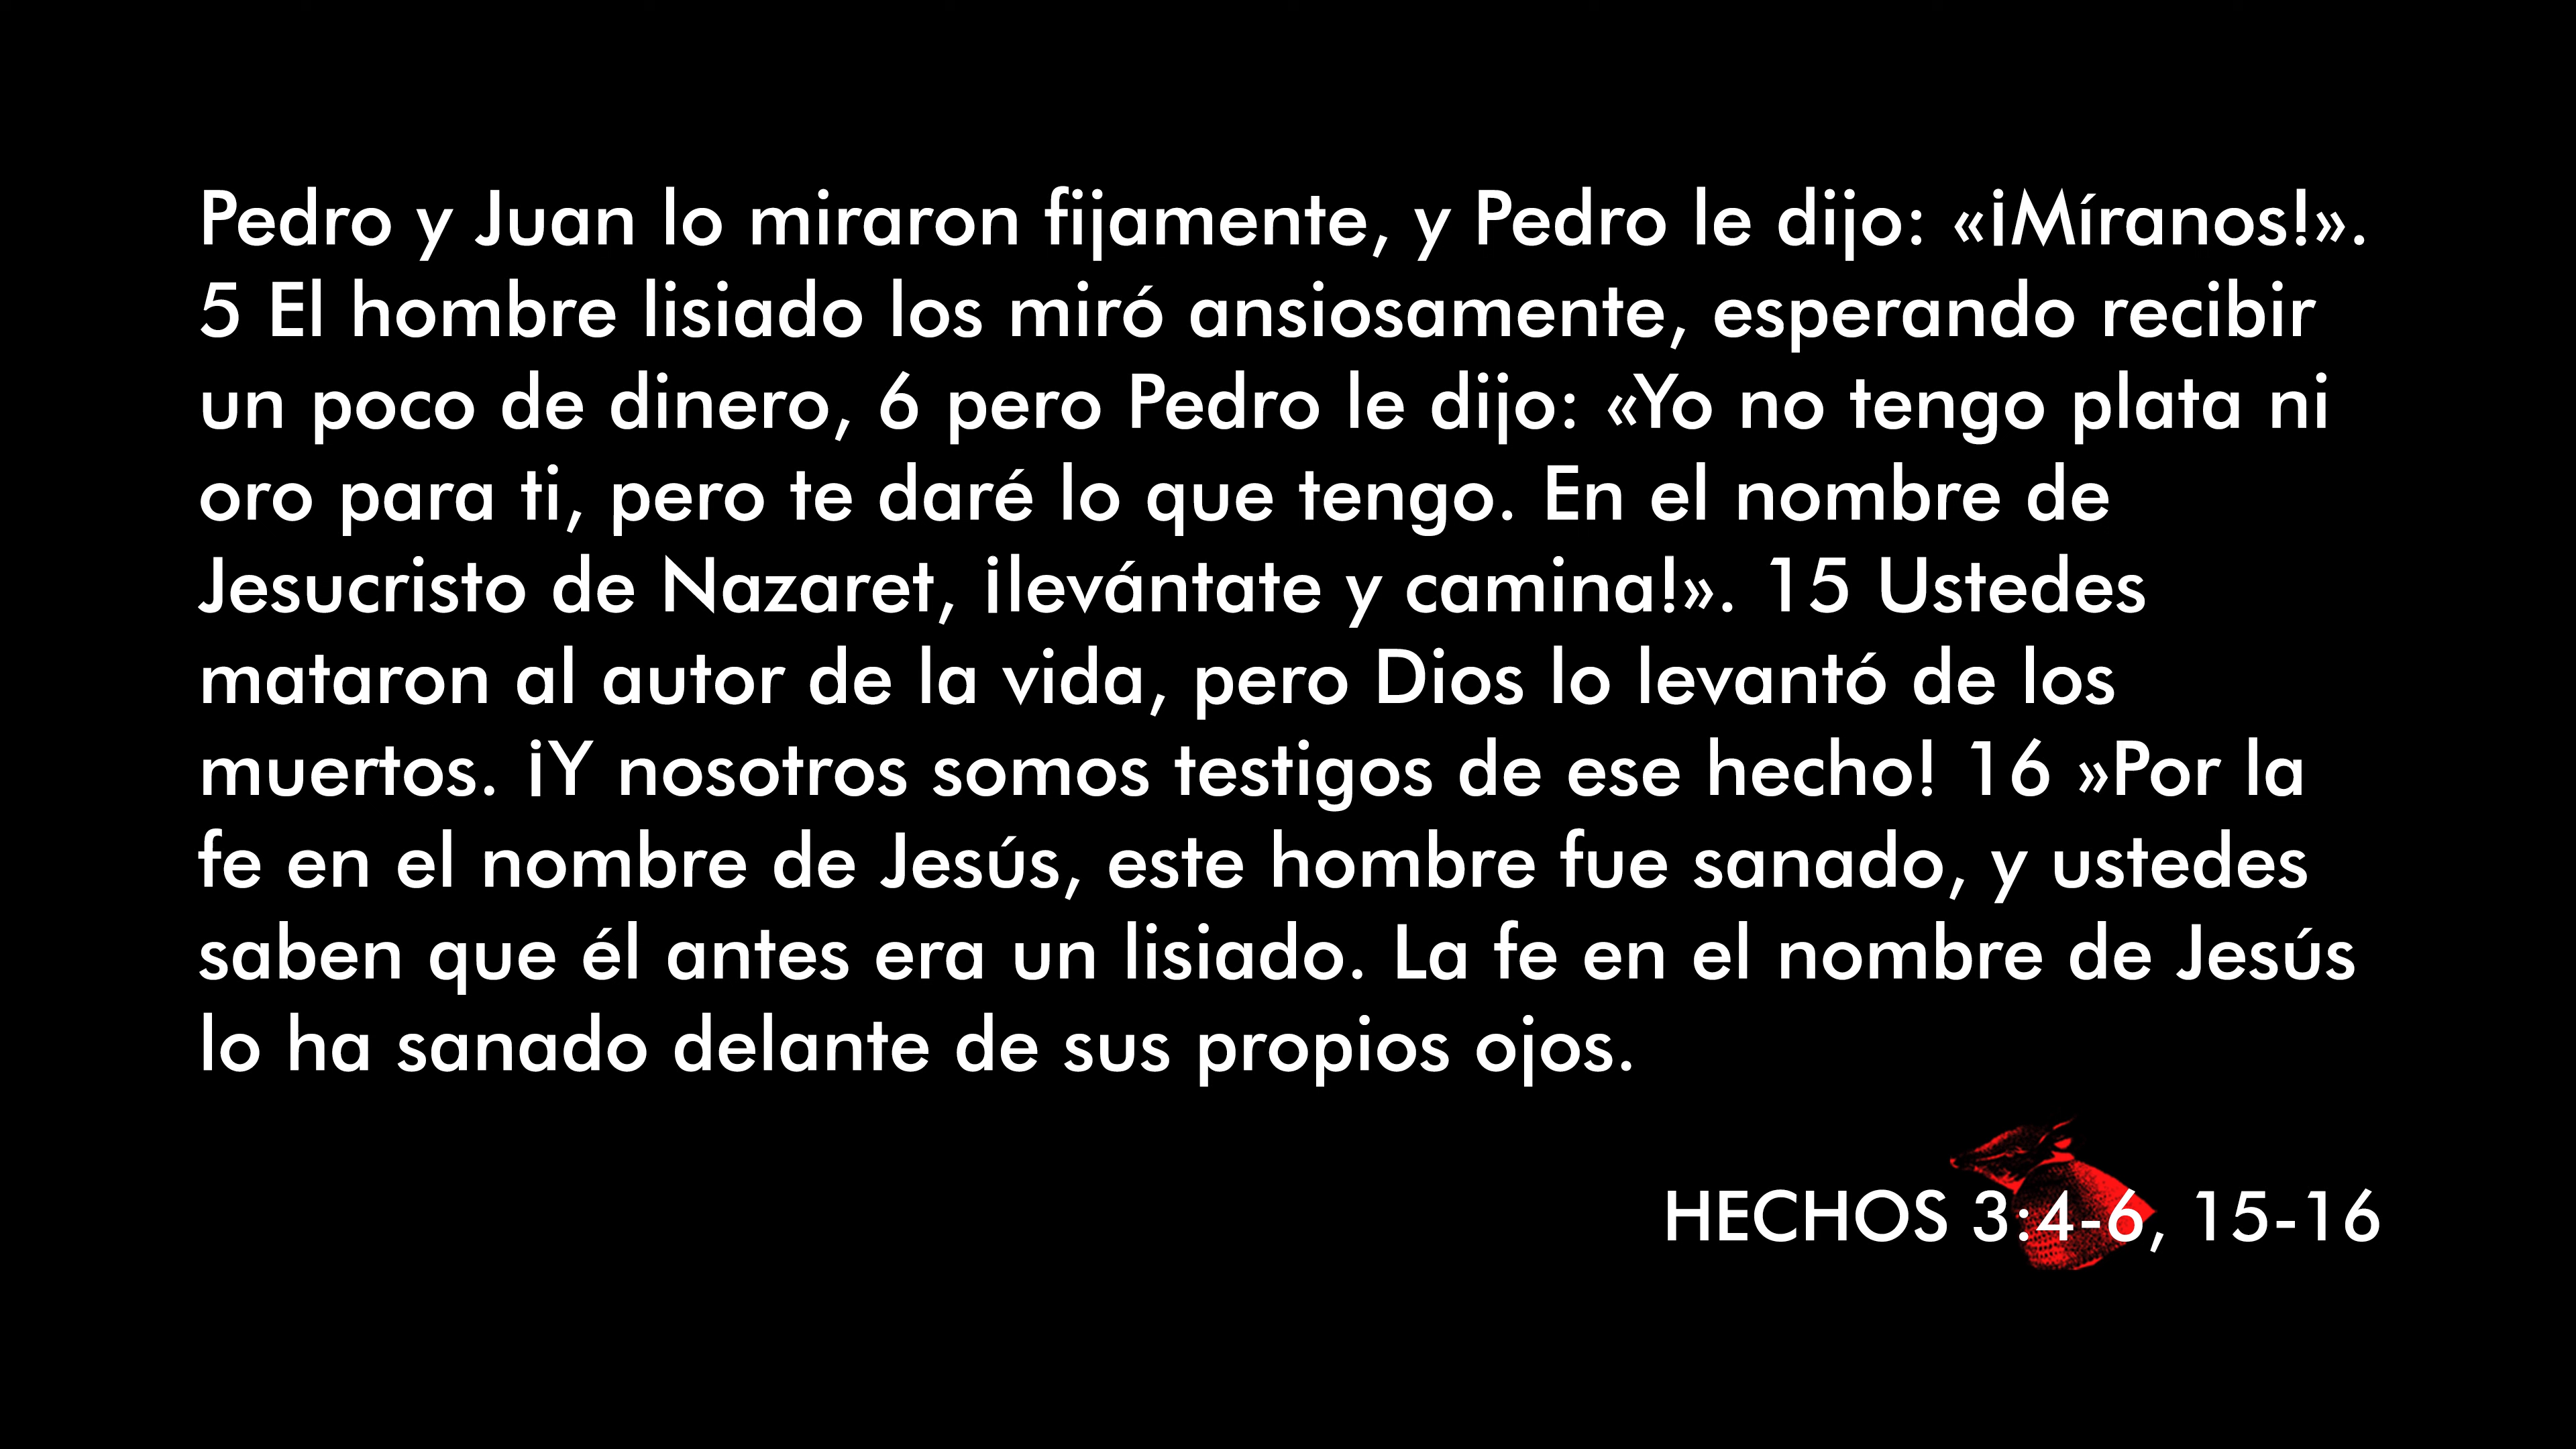 Pedro y Juan lo miraron fijamente, y Pedro le dijo: «¡Míranos!».
5 El hombre lisiado los miró ansiosamente, esperando recibir
un poco de dinero, 6 pero Pedro le dijo: «Yo no tengo plata ni
oro para ti, pero te daré lo que tengo. En el nombre de
Jesucristo de Nazaret, ¡levántate y camina!». 15 Ustedes
mataron al autor de la vida, pero Dios lo levantó de los
muertos. ¡Y nosotros somos testigos de ese hecho! 16 »Por la
fe en el nombre de Jesús, este hombre fue sanado, y ustedes
saben que él antes era un lisiado. La fe en el nombre de Jesús
lo ha sanado delante de sus propios ojos.
HECHOS 3:4-6, 15-16